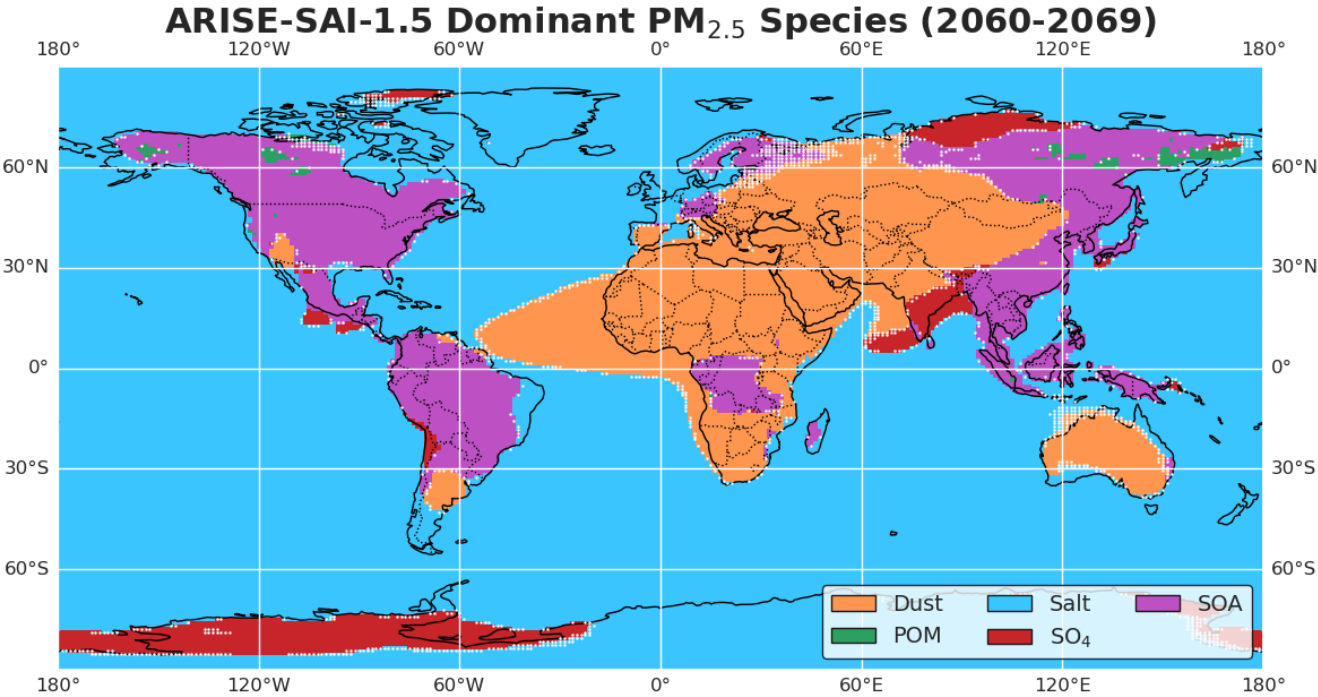 ARISE-SAI-1.5 Dominant PM₂.₅ Species (2060-2069)
180° 120°W 60°W 0° 60°E 120°E 180°
60°N 60°N
30°N 30°N
0° 0°
30°S 30°S
60°S 60°S
Dust Salt SOA
POM SO₄
180° 120°W 60°W 0° 60°E 120°E 180°